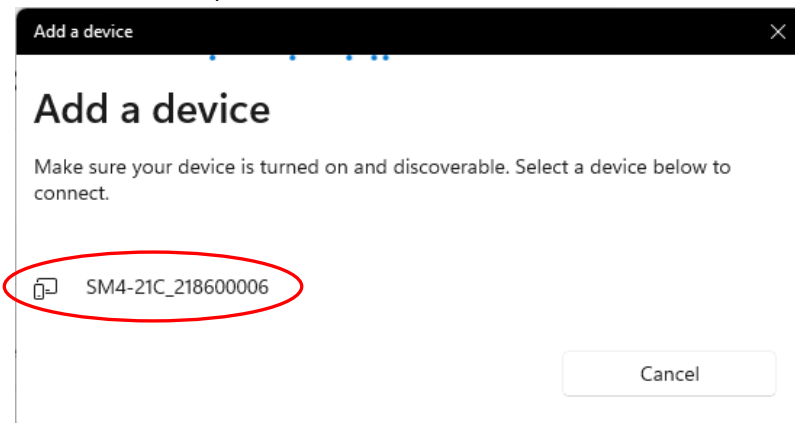 Add a device
Add a device
Make sure your device is turned on and discoverable. Select a device below to
connect.
SM4-21C_218600006
Cancel